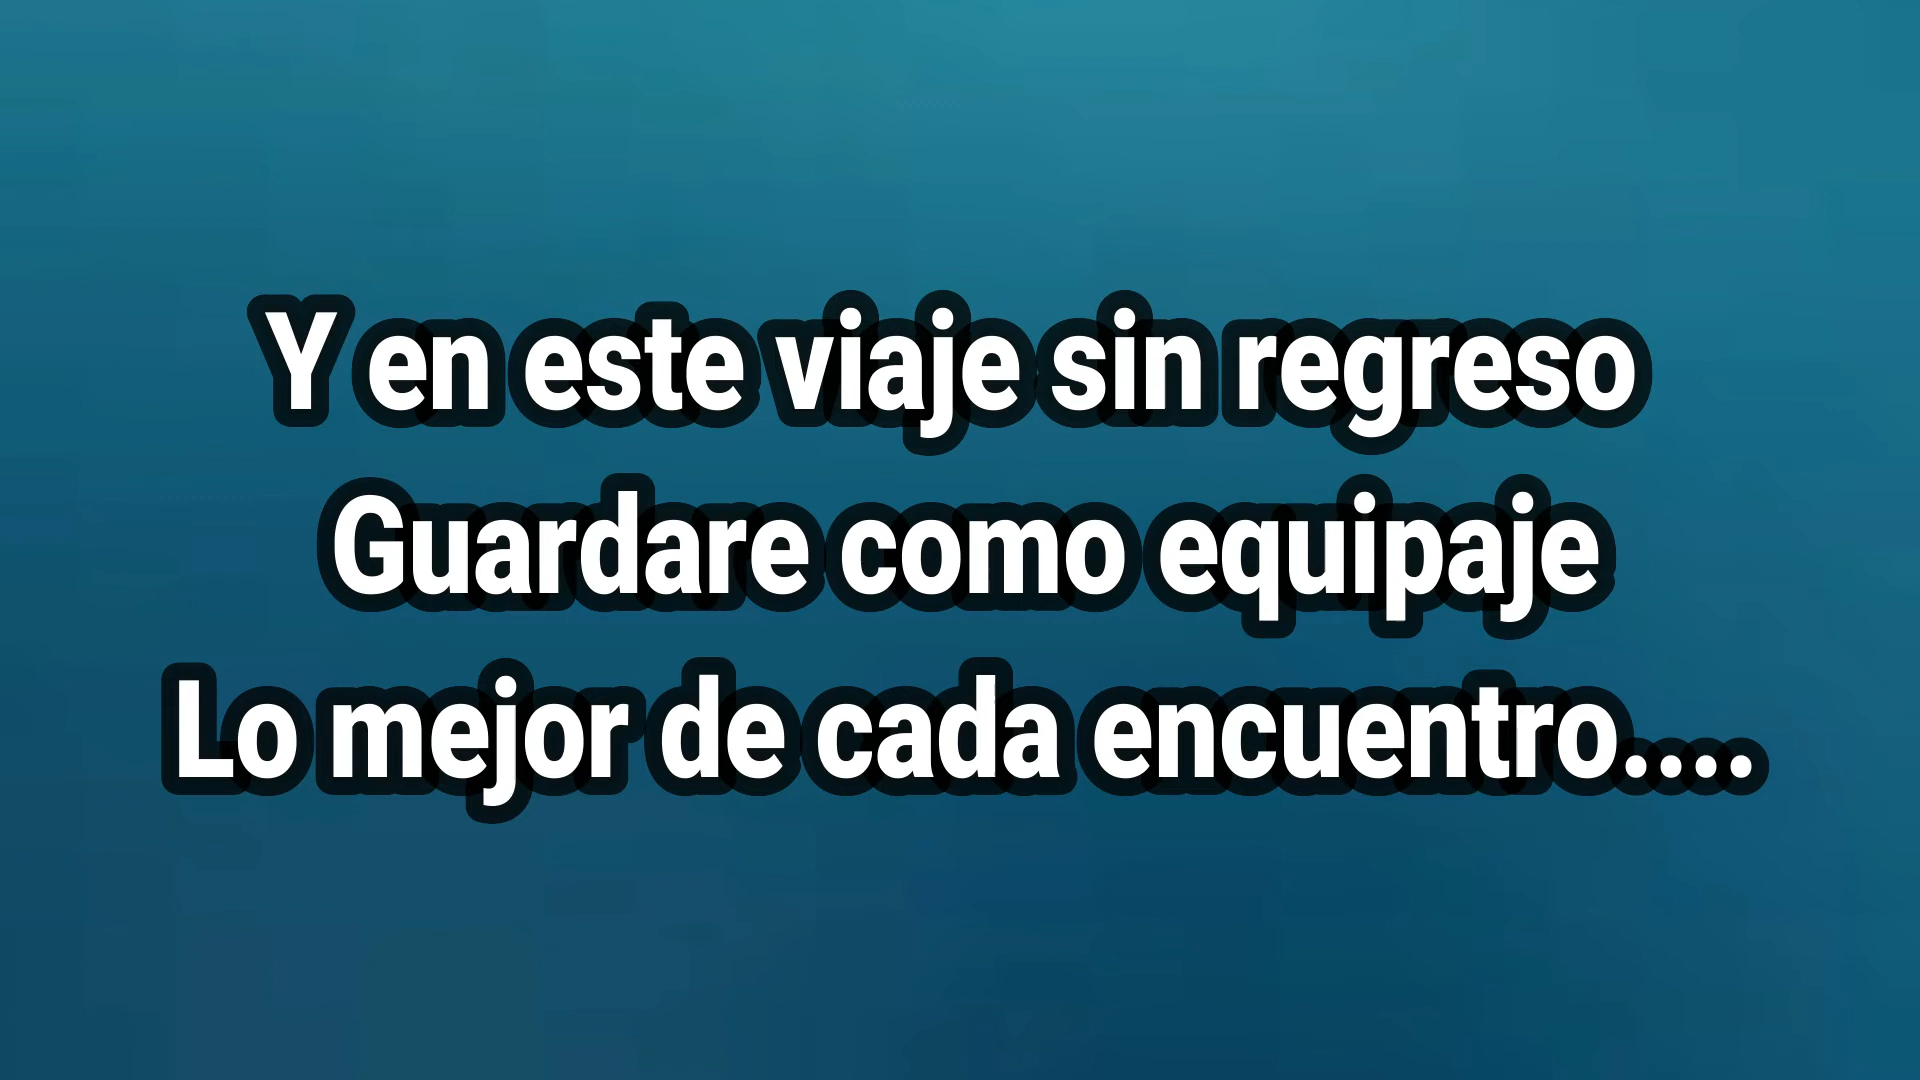 Y en este viaje sin regreso
Guardare como equipaje
Lo mejor de cada encuentro....